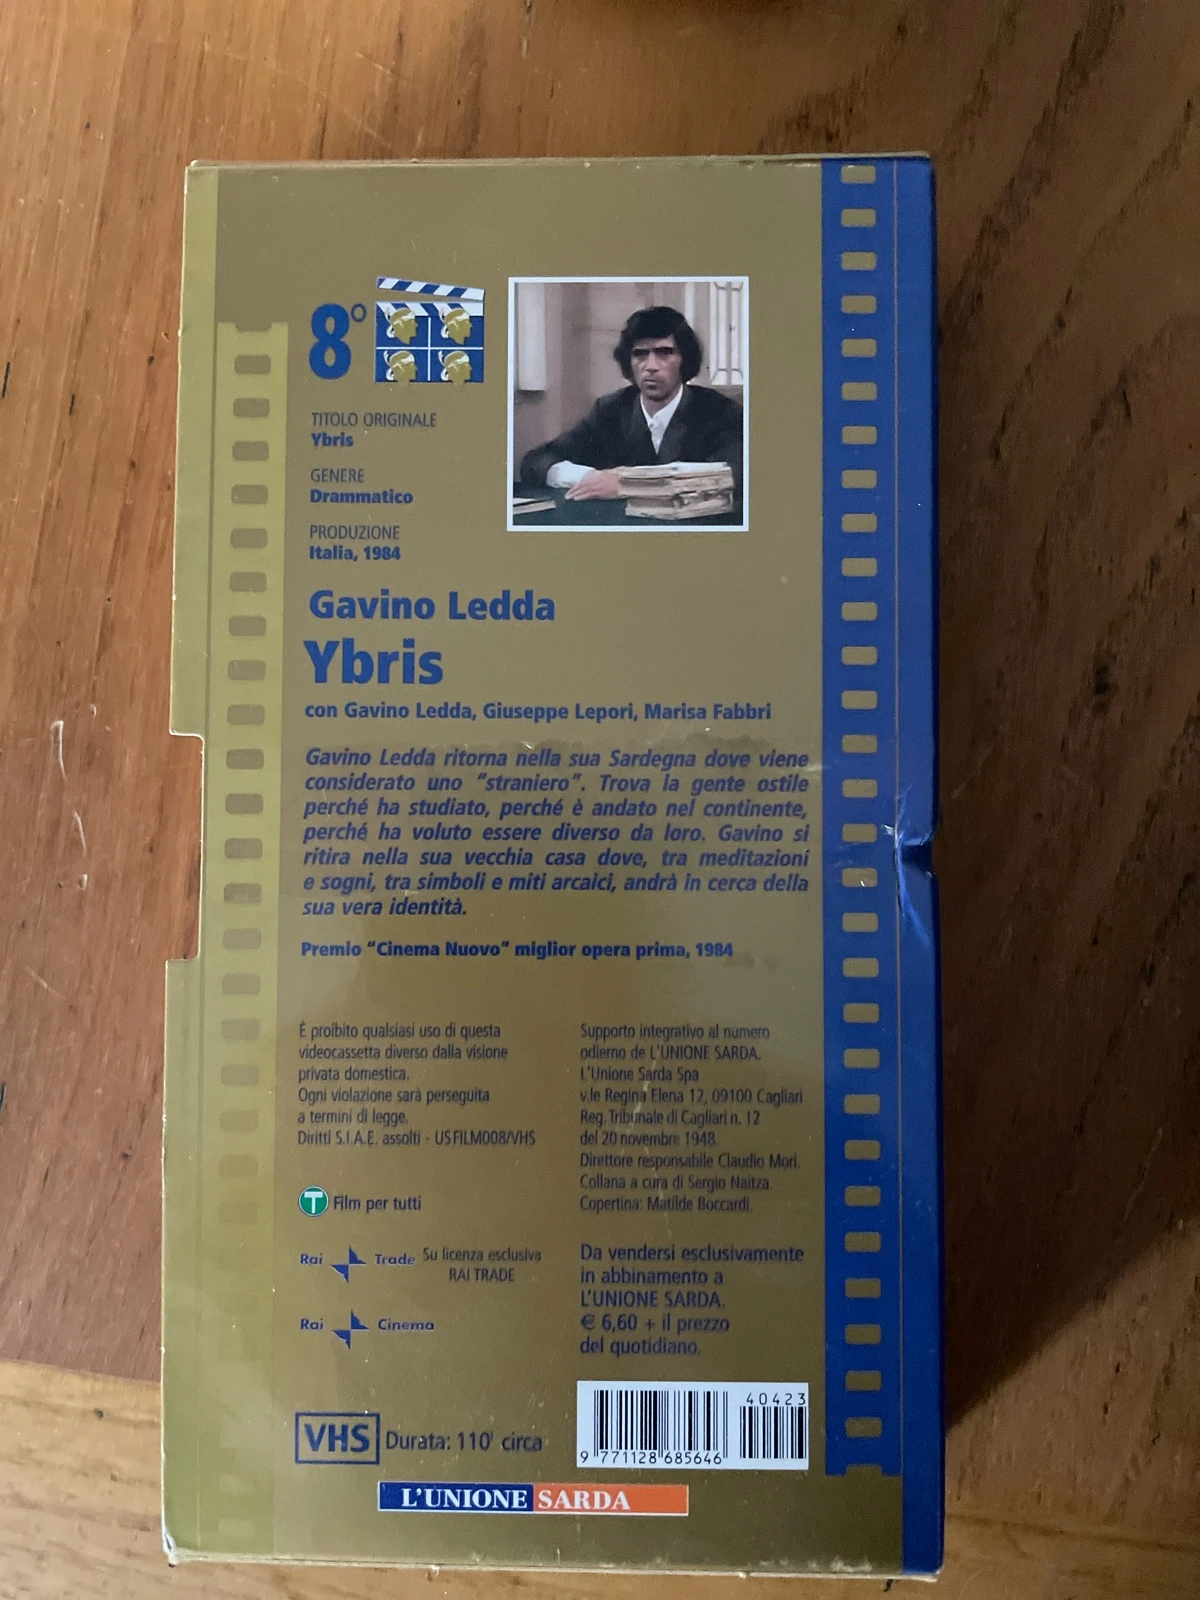 8°
TITOLO ORIGINALE
Ybris
GENERE
Drammatico
PRODUZIONE
Italia, 1984
Gavino Ledda
Ybris
con Gavino Ledda, Giuseppe Lepori, Marisa Fabbri
Gavino Ledda ritorna nella sua Sardegna dove viene
considerato uno "straniero". Trova la gente ostile
perché ha studiato, perché è andato nel continente,
perché ha voluto essere diverso da loro. Gavino si
ritira nella sua vecchia casa dove, tra meditazioni
e sogni, tra simboli e miti arcaici, andrà in cerca della
sua vera identità.
Premio "Cinema Nuovo" miglior opera prima, 1984
È proibito qualsiasi uso di questa
videocassetta diverso dalla visione
privata domestica.
Ogni violazione sarà perseguita
a termini di legge.
Diritti S.I.A.E. assolti - US FILM008/VHS
T Film per tutti
Rai Trade Su licenza esclusiva
RAI TRADE
Rai Cinema
VHS Durata: 110' circa
Supporto integrativo al numero
odierno de L'UNIONE SARDA.
L'Unione Sarda Spa
v.le Regina Elena 12, 09100 Cagliari
Reg. Tribunale di Cagliari n. 12
del 20 novembre 1948.
Direttore responsabile Claudio Mori.
Collana a cura di Sergio Naitza
Copertina: Matilde Boccardi.
Da vendersi esclusivamente
in abbinamento a
L'UNIONE SARDA.
€ 6,60 + il prezzo
del quotidiano.
40423
9 771128 685646
L'UNIONE SARDA